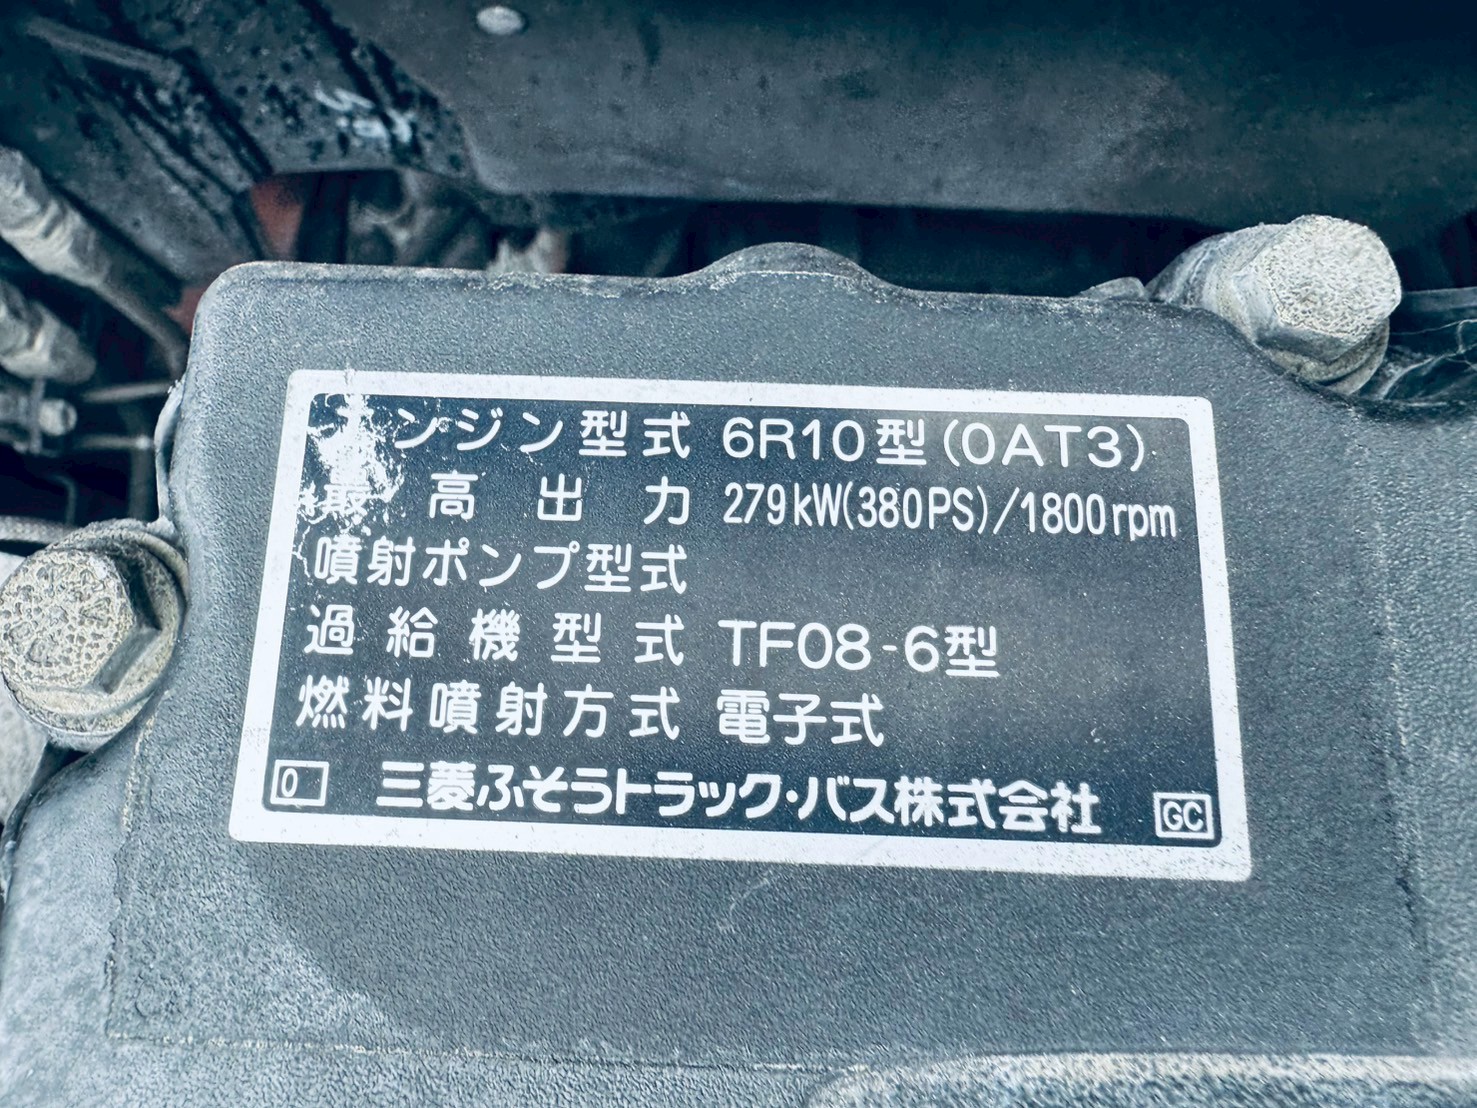 エンジン型式 6R10型(0AT3)
最高出力 279kW(380PS)/1800rpm
噴射ポンプ型式
過給機型式 TF08-6型
燃料噴射方式 電子式
0 三菱ふそうトラック・バス株式会社 GC